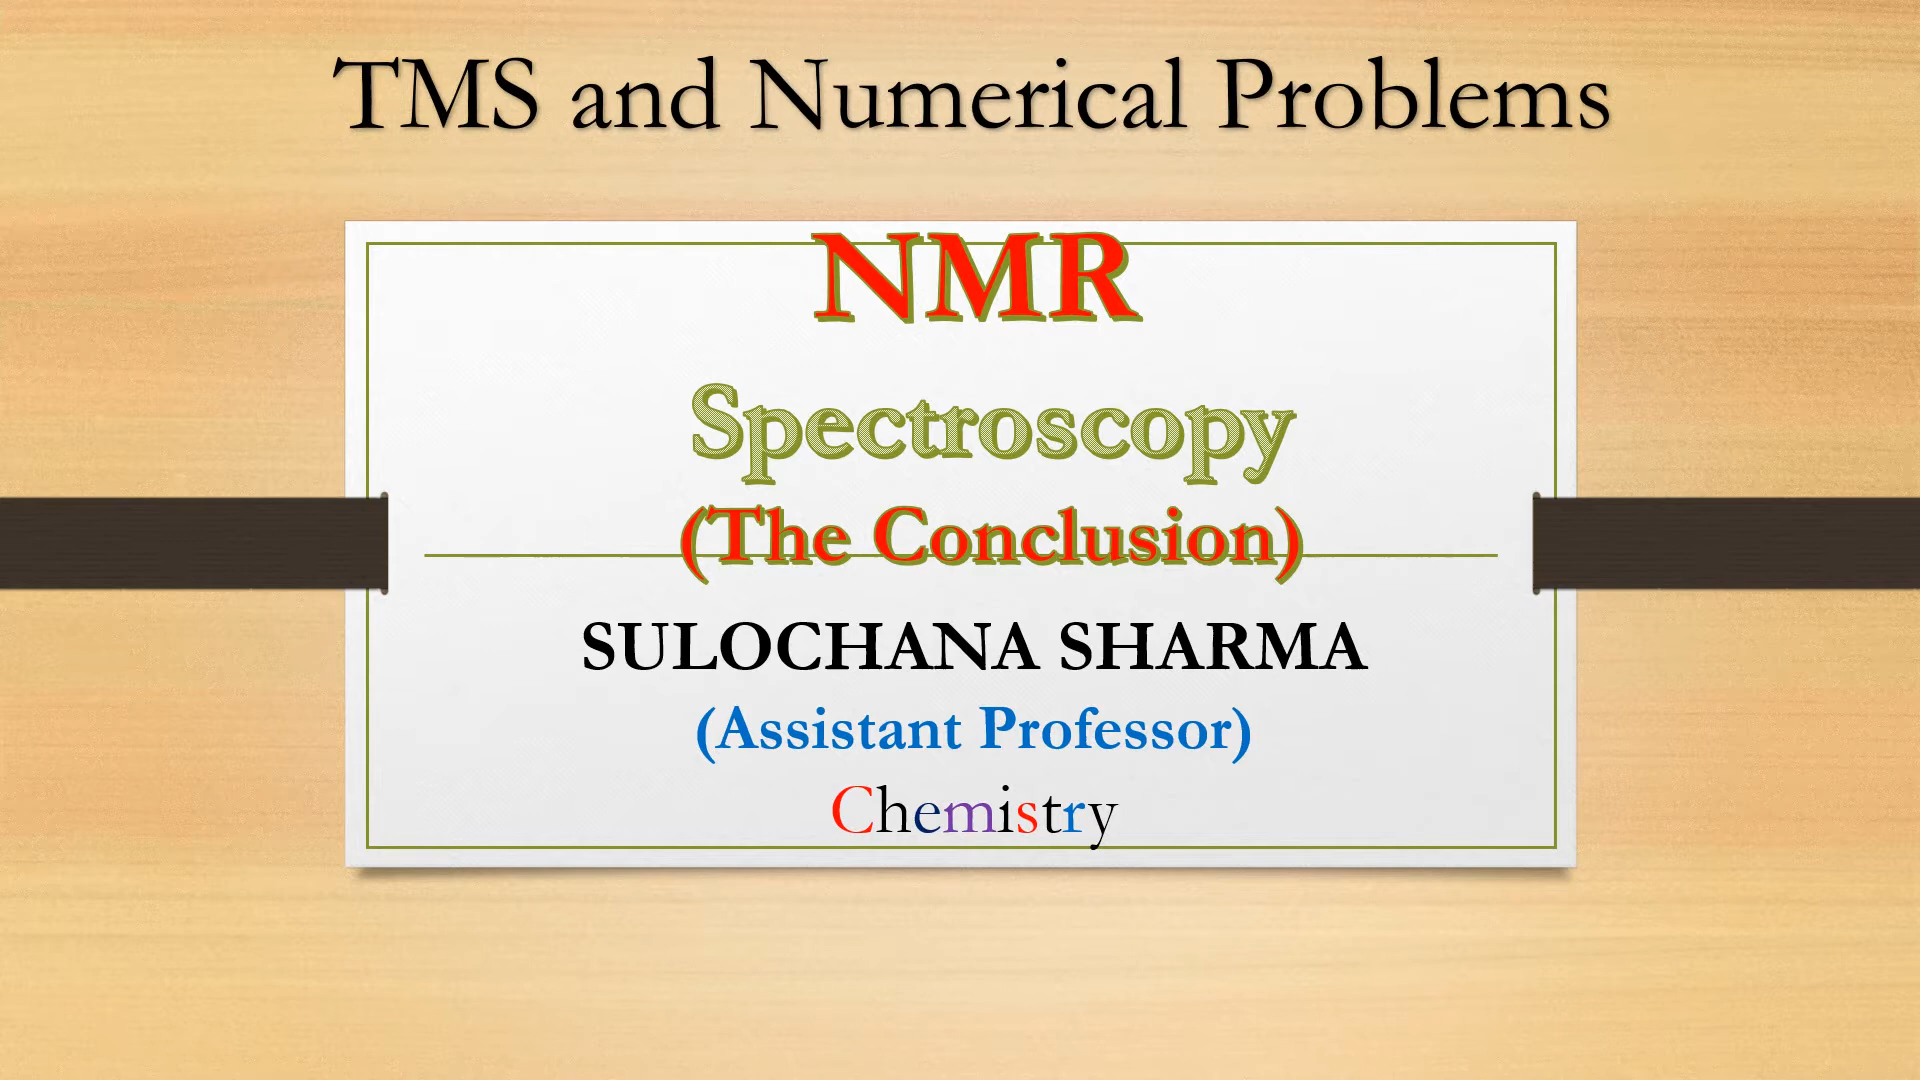 TMS and Numerical Problems
NMR
Spectroscopy
(The Conclusion)
SULOCHANA SHARMA
(Assistant Professor)
Chemistry